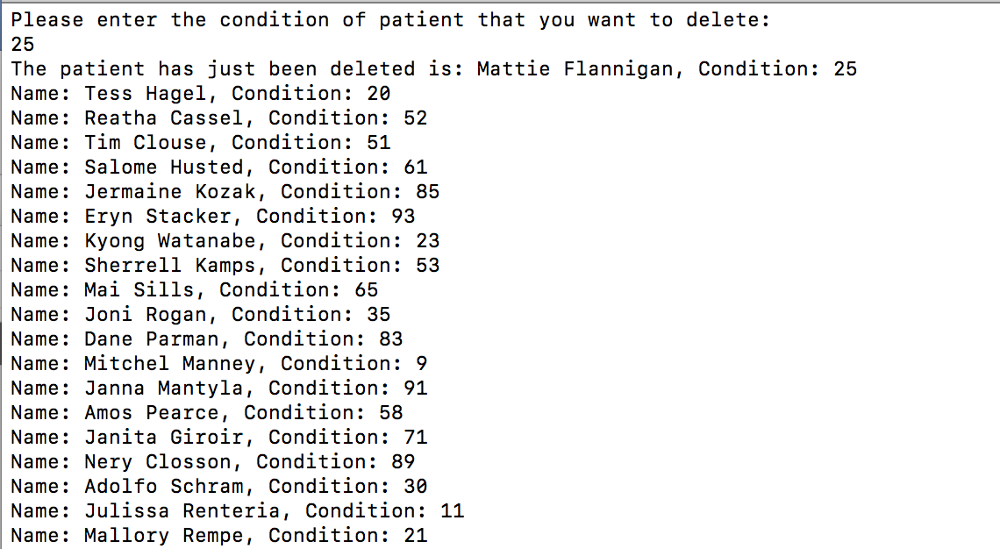 Please enter the condition of patient that you want to delete:
25
The patient has just been deleted is: Mattie Flannigan, Condition: 25
Name: Tess Hagel, Condition: 20
Name: Reatha Cassel, Condition: 52
Name: Tim Clouse, Condition: 51
Name: Salome Husted, Condition: 61
Name: Jermaine Kozak, Condition: 85
Name: Eryn Stacker, Condition: 93
Name: Kyong Watanabe, Condition: 23
Name: Sherrell Kamps, Condition: 53
Name: Mai Sills, Condition: 65
Name: Joni Rogan, Condition: 35
Name: Dane Parman, Condition: 83
Name: Mitchel Manney, Condition: 9
Name: Janna Mantyla, Condition: 91
Name: Amos Pearce, Condition: 58
Name: Janita Giroir, Condition: 71
Name: Nery Closson, Condition: 89
Name: Adolfo Schram, Condition: 30
Name: Julissa Renteria, Condition: 11
Name: Mallory Rempe, Condition: 21